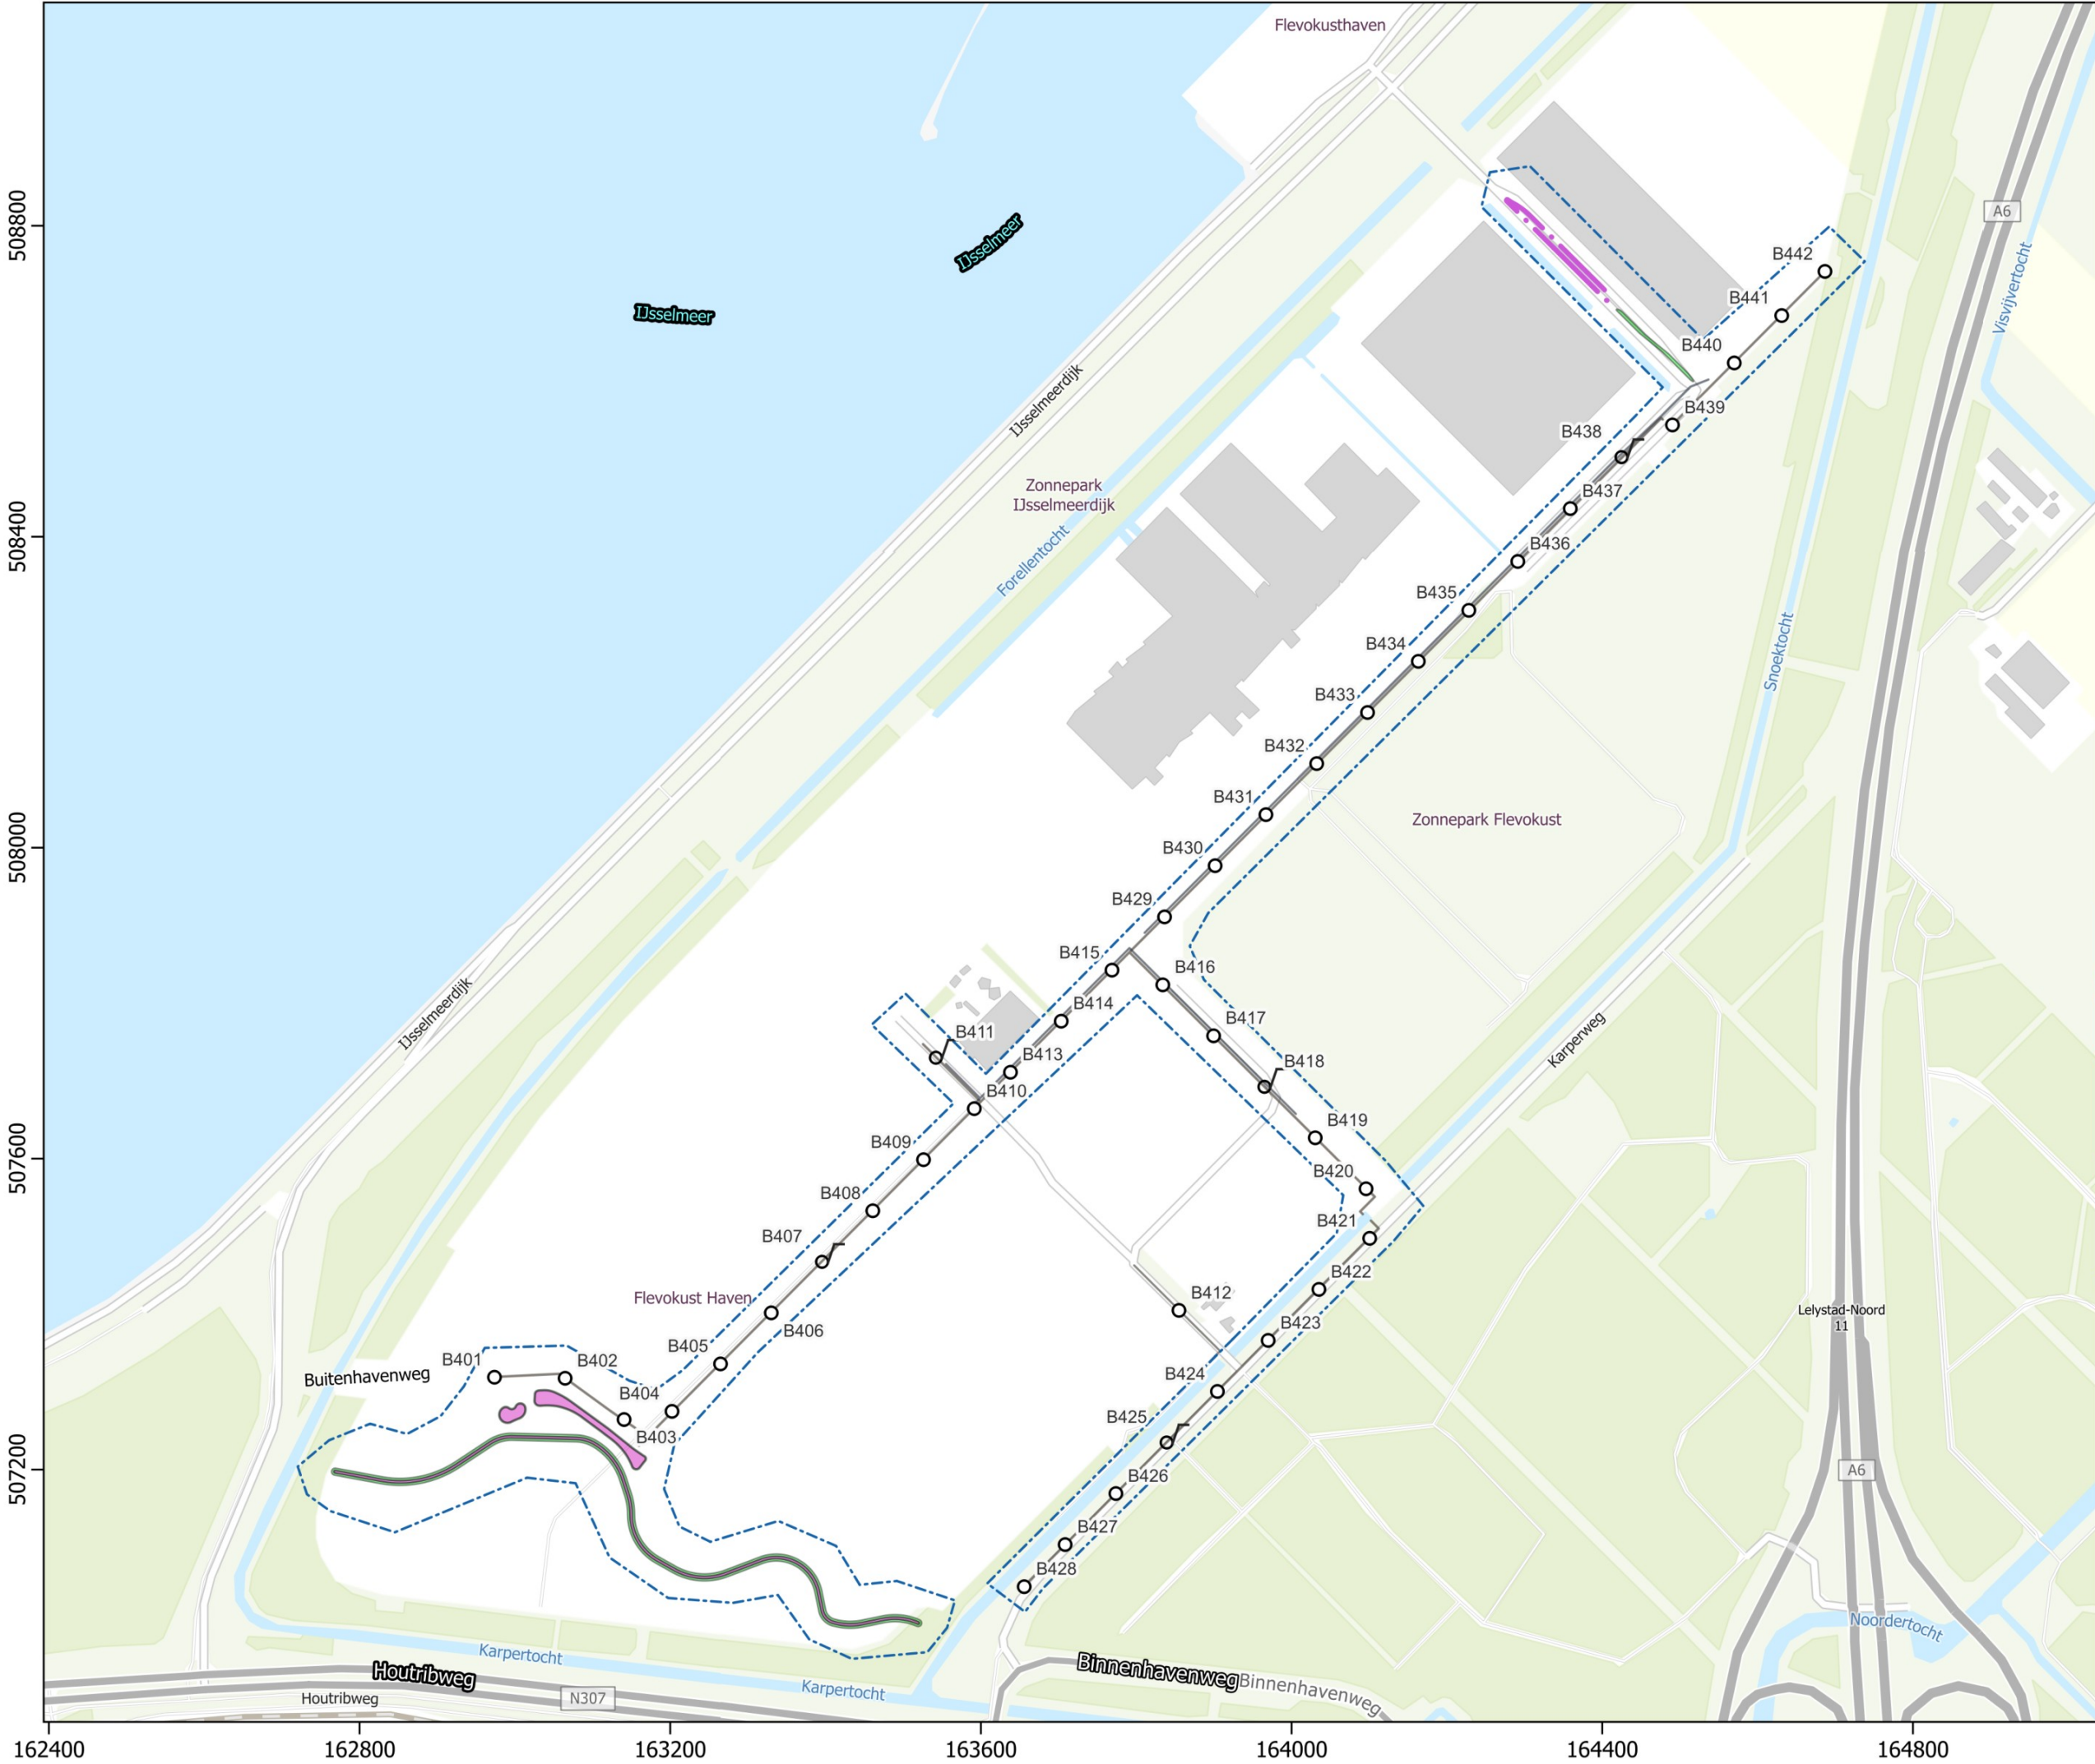 Flevokusthaven
508800
A6
IJsselmeer
B442
Visvijvertocht
B441
IJsselmeer
B440
IJsselmeerdijk
B439
B438
Zonnepark
IJsselmeerdijk
B437
508400
Forellentocht
B436
B435
B434
Snoektocht
B433
B432
B431
Zonnepark Flevokust
508000
B430
B429
B415
B416
IJsselmeerdijk
B414
B417
B411
Karperweg
B413
B418
B410
B419
507600
B409
B420
B408
B421
B407
B422
Flevokust Haven
B412
Lelystad-Noord
11
B406
B423
B405
B401
B402
Buitenhavenweg
B424
B404
B425
B403
507200
B426
A6
B427
B428
Noordertocht
Karpertocht
Houtribweg
Binnenhavenweg
Binnenhavenweg
Karpertocht
Houtribweg
N307
162400
162800
163200
163600
164000
164400
164800